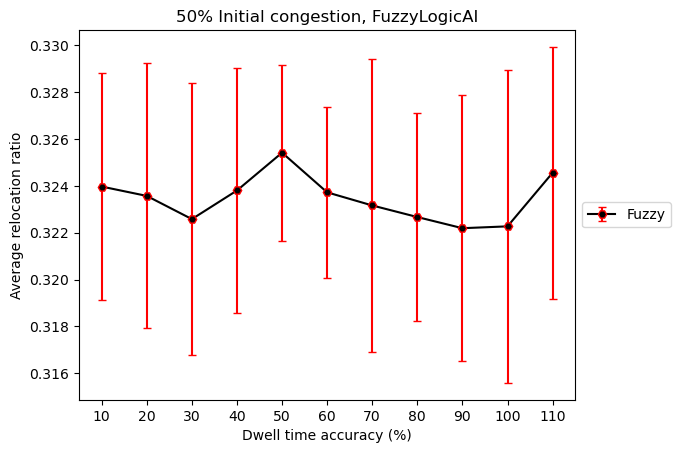 50% Initial congestion, FuzzyLogicAI
Average relocation ratio
0.330
0.328
0.326
0.324
0.322
0.320
0.318
0.316
10 20 30 40 50 60 70 80 90 100 110
Dwell time accuracy (%)
Fuzzy